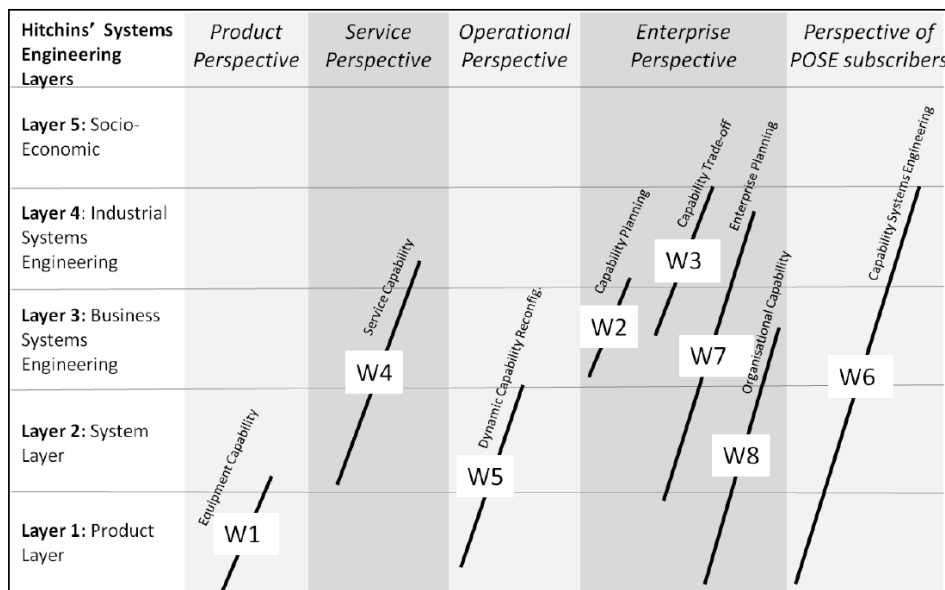 Hitchins' Systems
Engineering
Layers
Product
Perspective
Service
Perspective
Operational
Perspective
Enterprise
Perspective
Perspective of
POSE subscribers
Layer 5: Socio-
Economic
Layer 4: Industrial
Systems
Engineering
Layer 3: Business
Systems
Engineering
Layer 2: System
Layer
Layer 1: Product
Layer
Equipment Capability
W1
Service Capability
W4
Dynamic Capability Reconfig.
W5
Capability Planning
W2
Capability Trade-off
W3
Enterprise Planning
W7
Organisational Capability
W8
Capability Systems Engineering
W6